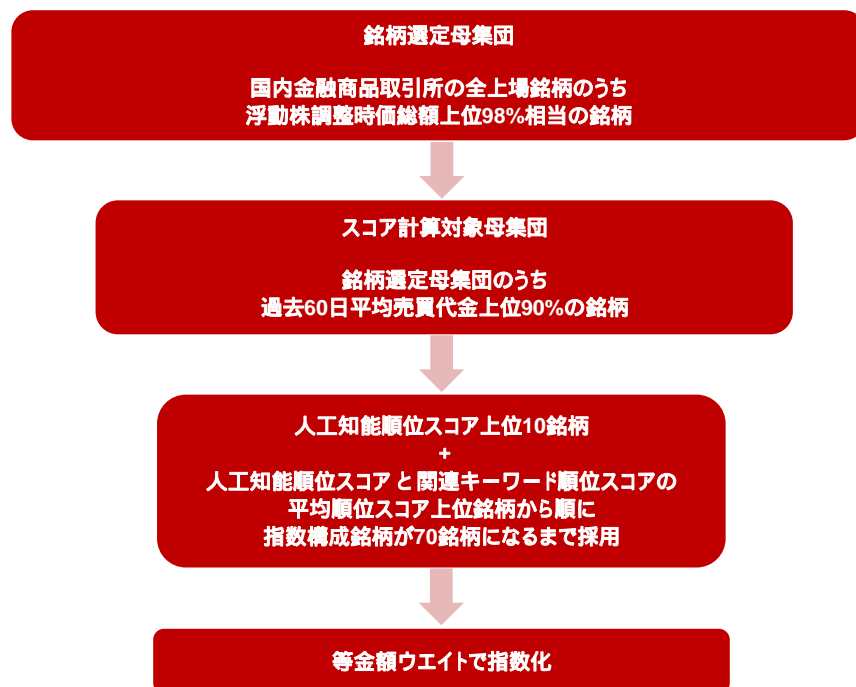 銘柄選定母集団
国内金融商品取引所の全上場銘柄のうち
浮動株調整時価総額上位98%相当の銘柄
スコア計算対象母集団
銘柄選定母集団のうち
過去60日平均売買代金上位90%の銘柄
人工知能順位スコア上位10銘柄
+
人工知能順位スコアと関連キーワード順位スコアの
平均順位スコア上位銘柄から順に
指数構成銘柄が70銘柄になるまで採用
等金額ウエイトで指数化